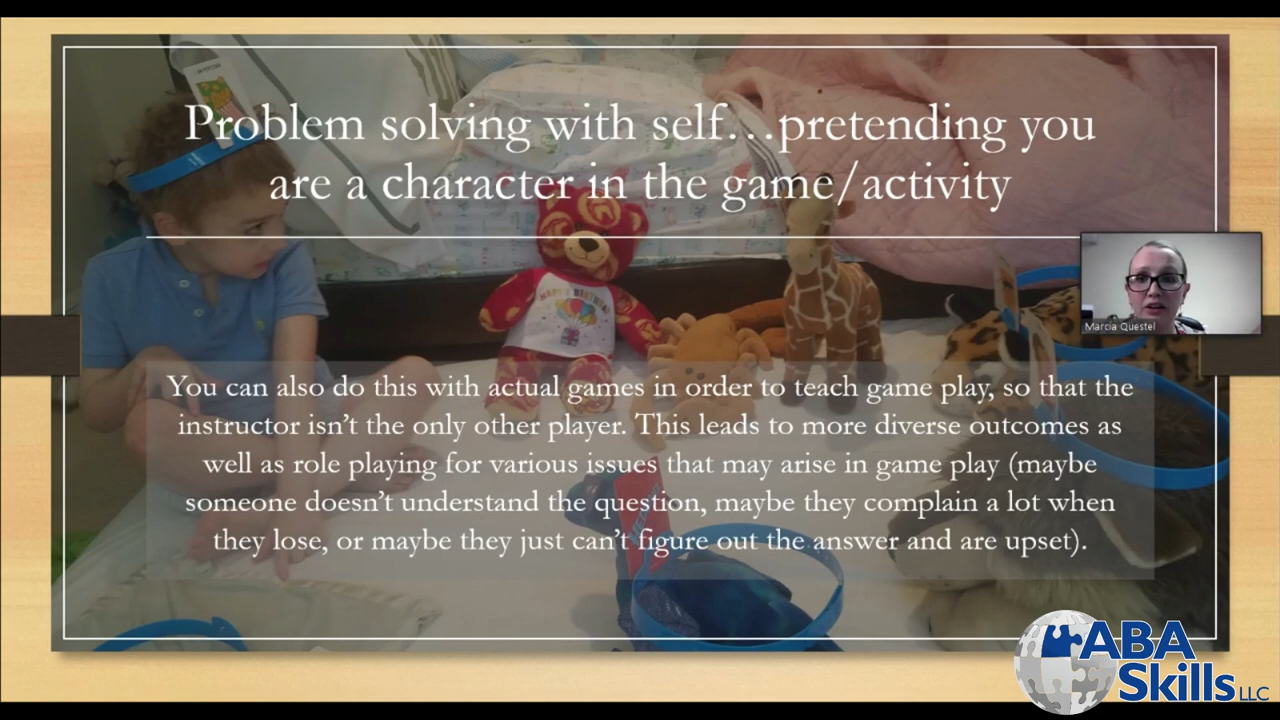 Problem solving with self…pretending you
are a character in the game/activity
Marcia Questel
You can also do this with actual games in order to teach game play, so that the
instructor isn't the only other player. This leads to more diverse outcomes as
well as role playing for various issues that may arise in game play (maybe
someone doesn't understand the question, maybe they complain a lot when
they lose, or maybe they just can't figure out the answer and are upset).
HAPPY BIRTHDAY
ABA
Skills LLC